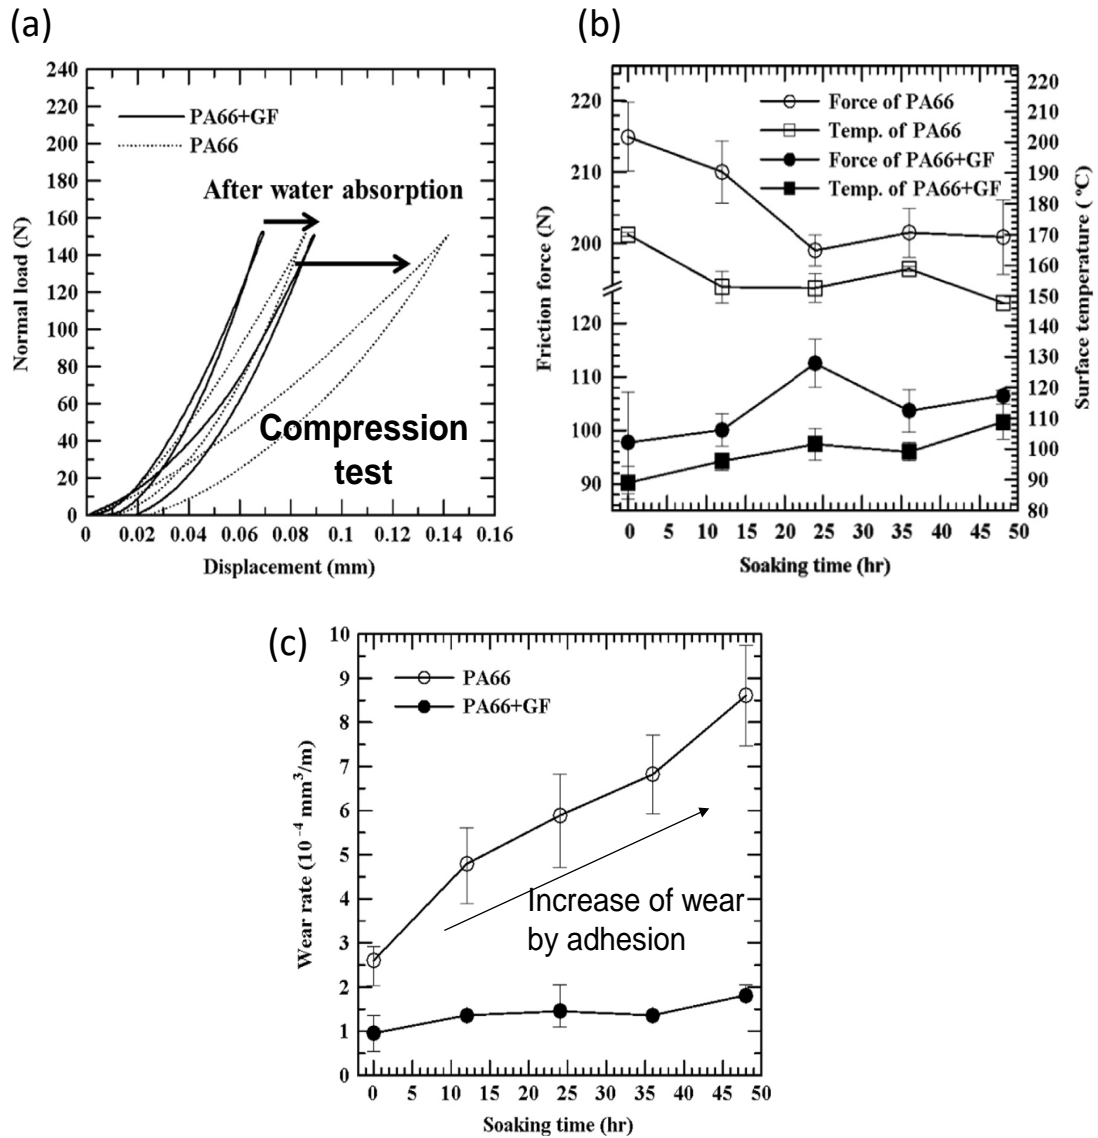 (a)
240
220
200
180
160
140
120
100
80
60
40
20
0
Normal load (N)
PA66+GF
PA66
After water absorption
Compression
test
0 0.02 0.04 0.06 0.08 0.1 0.12 0.14 0.16
Displacement (mm)
(b)
220
210
200
120
110
100
90
Friction force (N)
Force of PA66
Temp. of PA66
Force of PA66+GF
Temp. of PA66+GF
220
210
200
190
180
170
160
150
140
130
120
110
100
90
80
Surface temperature (°C)
0 5 10 15 20 25 30 35 40 45 50
Soaking time (hr)
(c)
10
9
8
7
6
5
4
3
2
1
0
Wear rate (10⁻⁴ mm³/m)
PA66
PA66+GF
Increase of wear
by adhesion
0 5 10 15 20 25 30 35 40 45 50
Soaking time (hr)